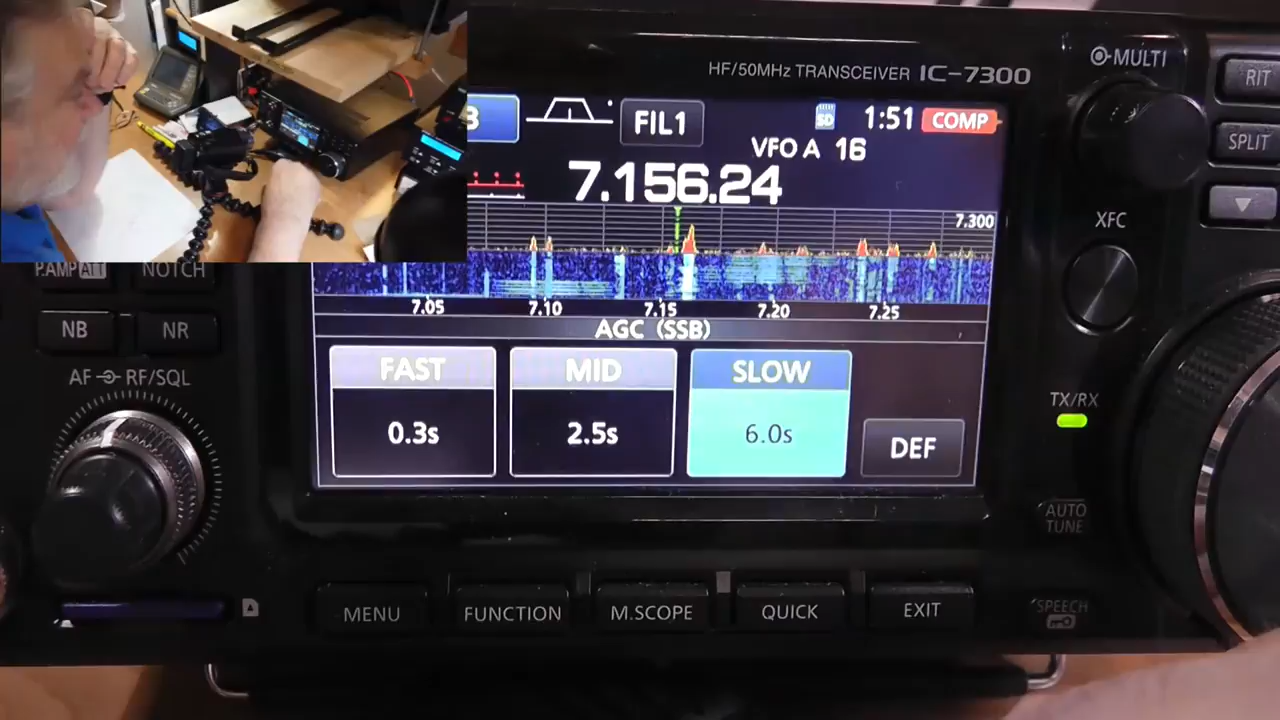 HF/50MHz TRANSCEIVER IC-7300
MULTI
RIT
FIL1
SD
1:51 COMP
VFO A 16
SPLIT
7.156.24
7.300
XFC
P.AMP ATT NOTCH
7.05 7.10 7.15 7.20 7.25
NB NR
AGC (SSB)
FAST MID SLOW
AF RF/SQL
0.3s 2.5s 6.0s DEF
TX/RX
AUTO
TUNE
MENU FUNCTION M.SCOPE QUICK EXIT
SPEECH